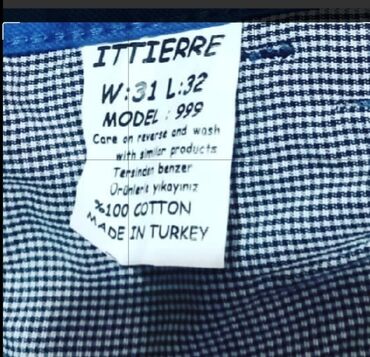 ITTIERRE
W:31 L:32
MODEL : 999
Care on reverse and wash
with similar products
Tersinden benzer
Ürünlerle yıkayınız
%100 COTTON
MADE IN TURKEY